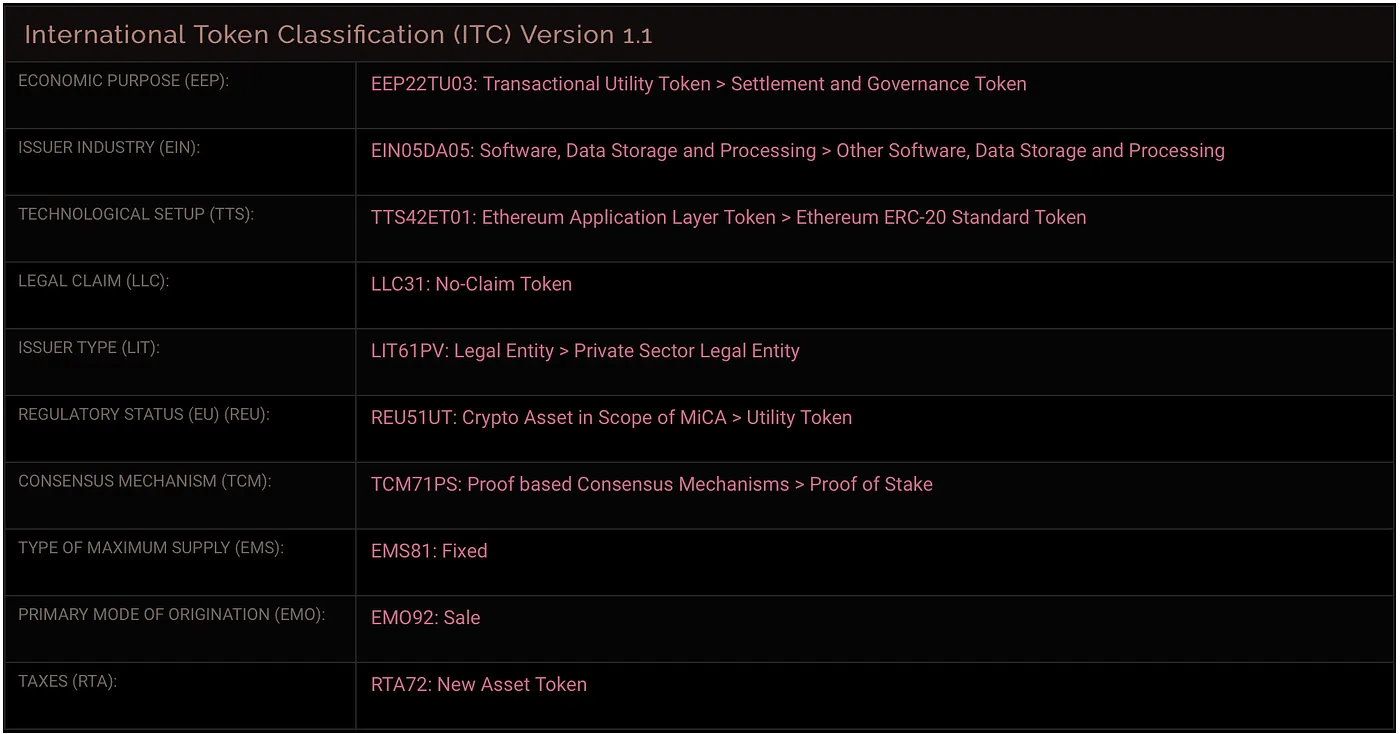 International Token Classification (ITC) Version 1.1
ECONOMIC PURPOSE (EEP):
EEP22TU03: Transactional Utility Token > Settlement and Governance Token
ISSUER INDUSTRY (EIN):
EIN05DA05: Software, Data Storage and Processing > Other Software, Data Storage and Processing
TECHNOLOGICAL SETUP (TTS):
TTS42ET01: Ethereum Application Layer Token > Ethereum ERC-20 Standard Token
LEGAL CLAIM (LLC):
LLC31: No-Claim Token
ISSUER TYPE (LIT):
LIT61PV: Legal Entity > Private Sector Legal Entity
REGULATORY STATUS (EU) (REU):
REU51UT: Crypto Asset in Scope of MiCA > Utility Token
CONSENSUS MECHANISM (TCM):
TCM71PS: Proof based Consensus Mechanisms > Proof of Stake
TYPE OF MAXIMUM SUPPLY (EMS):
EMS81: Fixed
PRIMARY MODE OF ORIGINATION (EMO):
EMO92: Sale
TAXES (RTA):
RTA72: New Asset Token